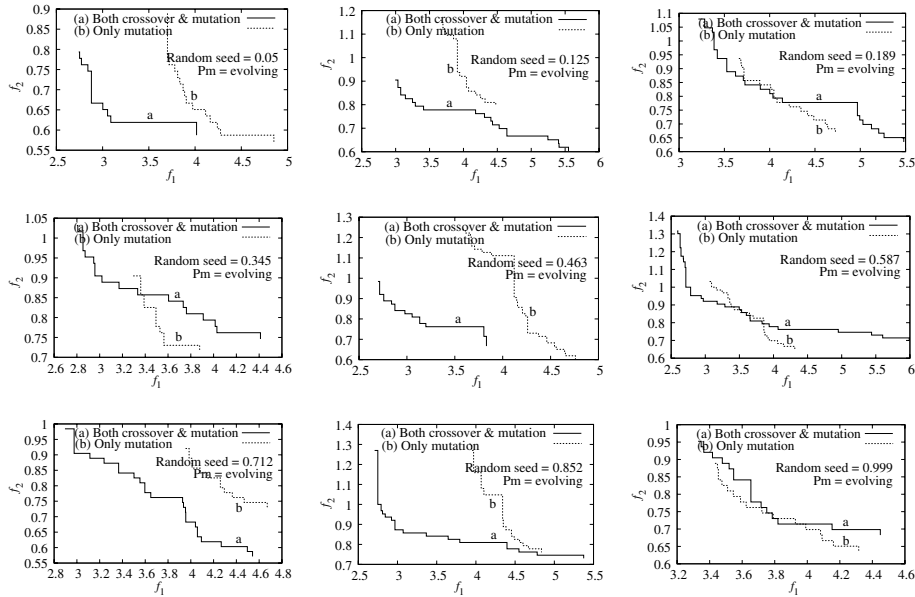 (a) Both crossover & mutation
(b) Only mutation
Random seed = 0.05
Pm = evolving
a
b
f2
0.9
0.85
0.8
0.75
0.7
0.65
0.6
0.55
2.5 3 3.5 4 4.5 5
f1
(a) Both crossover & mutation
(b) Only mutation
Random seed = 0.125
Pm = evolving
b
a
f2
1.2
1.1
1
0.9
0.8
0.7
0.6
2.5 3 3.5 4 4.5 5 5.5 6
f1
(a) Both crossover & mutation
(b) Only mutation
Random seed = 0.189
Pm = evolving
a
b
f2
1.1
1.05
1
0.95
0.9
0.85
0.8
0.75
0.7
0.65
0.6
3 3.5 4 4.5 5 5.5
f1
(a) Both crossover & mutation
(b) Only mutation
Random seed = 0.345
Pm = evolving
a
b
f2
1.05
1
0.95
0.9
0.85
0.8
0.75
0.7
2.6 2.8 3 3.2 3.4 3.6 3.8 4 4.2 4.4 4.6
f1
(a) Both crossover & mutation
(b) Only mutation
Random seed = 0.463
Pm = evolving
a
b
f2
1.3
1.2
1.1
1
0.9
0.8
0.7
0.6
2.5 3 3.5 4 4.5 5
f1
(a) Both crossover & mutation
(b) Only mutation
Random seed = 0.587
Pm = evolving
a
b
f2
1.4
1.3
1.2
1.1
1
0.9
0.8
0.7
0.6
2.5 3 3.5 4 4.5 5 5.5 6
f1
(a) Both crossover & mutation
(b) Only mutation
Random seed = 0.712
Pm = evolving
b
a
f2
1
0.95
0.9
0.85
0.8
0.75
0.7
0.65
0.6
0.55
2.8 3 3.2 3.4 3.6 3.8 4 4.2 4.4 4.6 4.8
f1
(a) Both crossover & mutation
(b) Only mutation
Random seed = 0.852
Pm = evolving
b
a
f2
1.4
1.3
1.2
1.1
1
0.9
0.8
0.7
2.5 3 3.5 4 4.5 5 5.5
f1
(a) Both crossover & mutation
(b) Only mutation
Random seed = 0.999
Pm = evolving
a
b
f2
1
0.95
0.9
0.85
0.8
0.75
0.7
0.65
0.6
3.2 3.4 3.6 3.8 4 4.2 4.4 4.6
f1